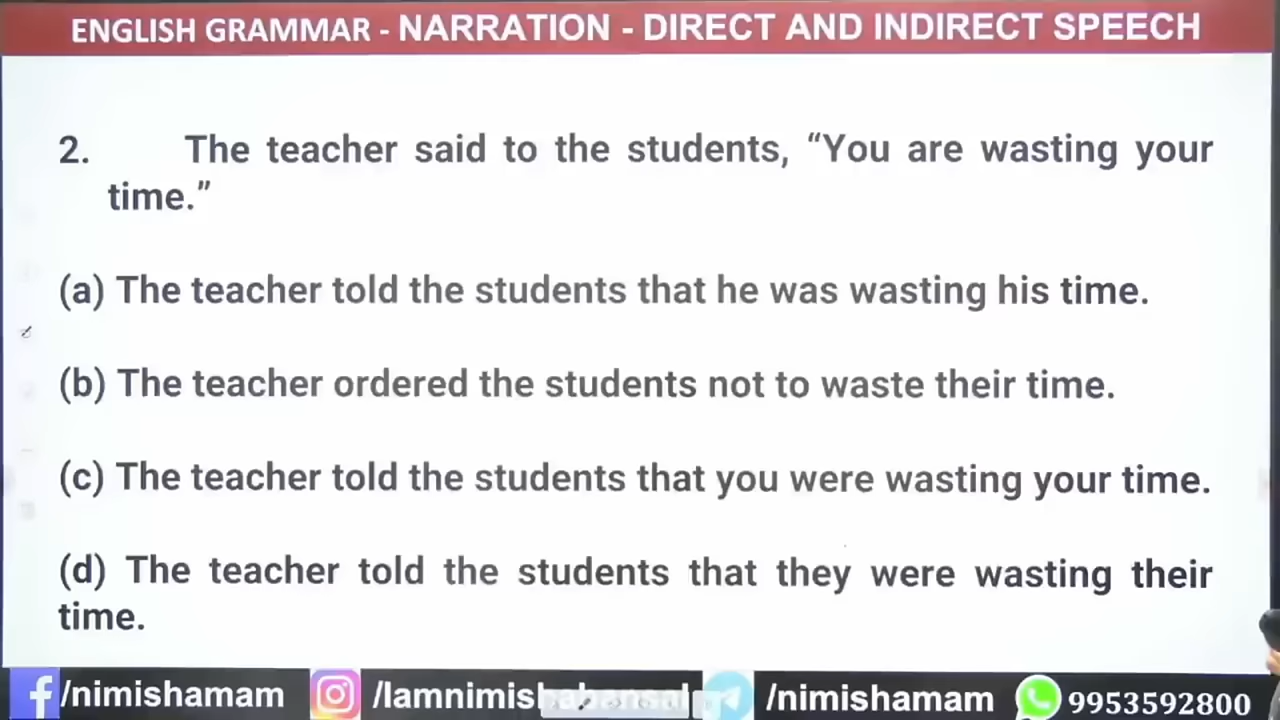 ENGLISH GRAMMAR - NARRATION - DIRECT AND INDIRECT SPEECH
2. The teacher said to the students, “You are wasting your
time.”
(a) The teacher told the students that he was wasting his time.
(b) The teacher ordered the students not to waste their time.
(c) The teacher told the students that you were wasting your time.
(d) The teacher told the students that they were wasting their
time.
/nimishamam /Iamnimishabansal /nimishamam 9953592800